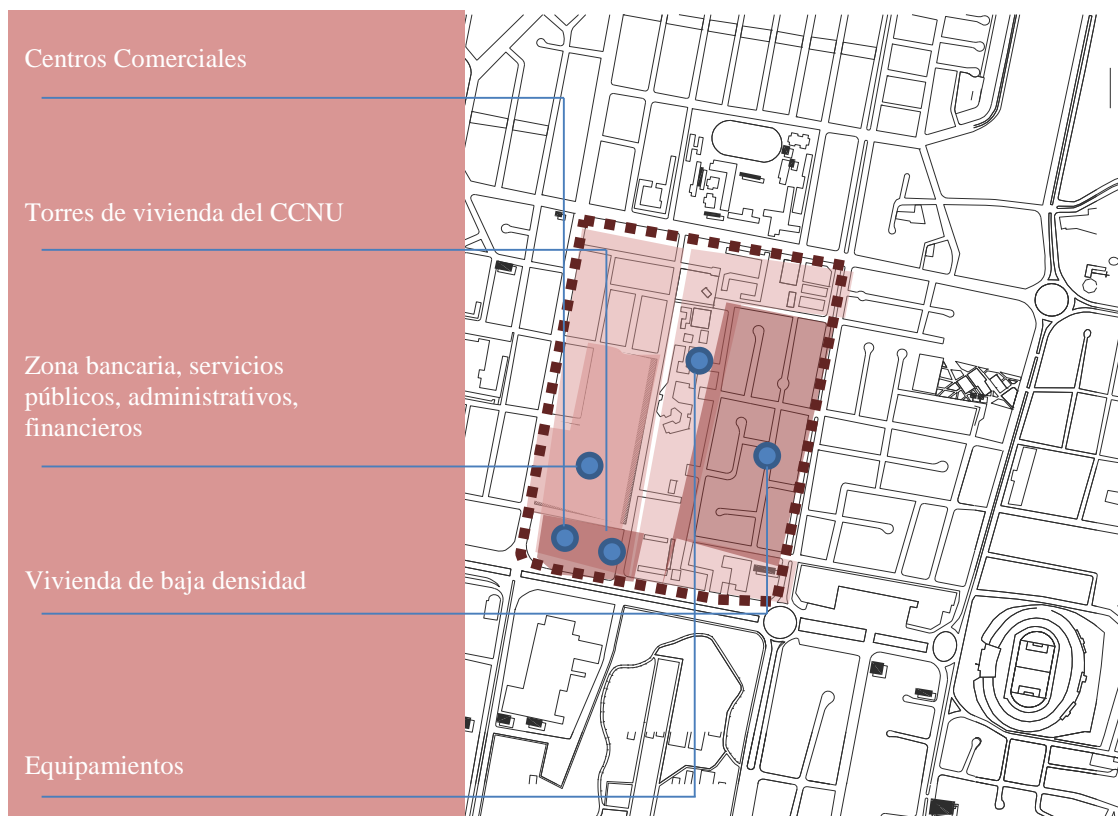 Centros Comerciales
Torres de vivienda del CCNU
Zona bancaria, servicios
públicos, administrativos,
financieros
Vivienda de baja densidad
Equipamientos